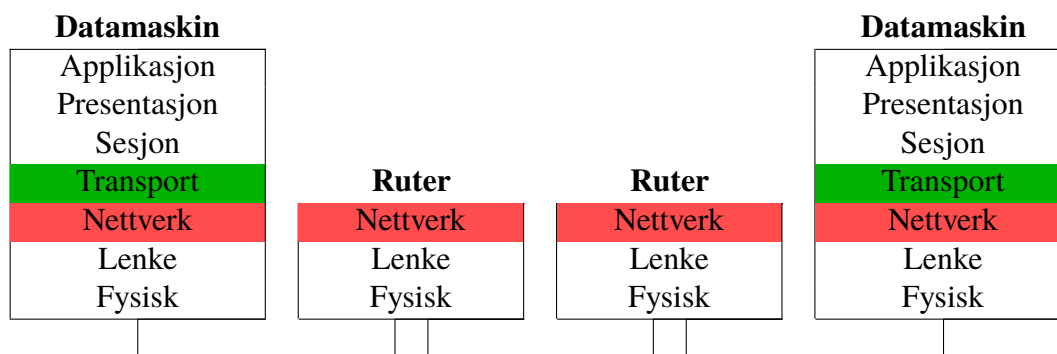 Datamaskin
Applikasjon
Presentasjon
Sesjon
Transport
Nettverk
Lenke
Fysisk
Ruter
Nettverk
Lenke
Fysisk
Ruter
Nettverk
Lenke
Fysisk
Datamaskin
Applikasjon
Presentasjon
Sesjon
Transport
Nettverk
Lenke
Fysisk